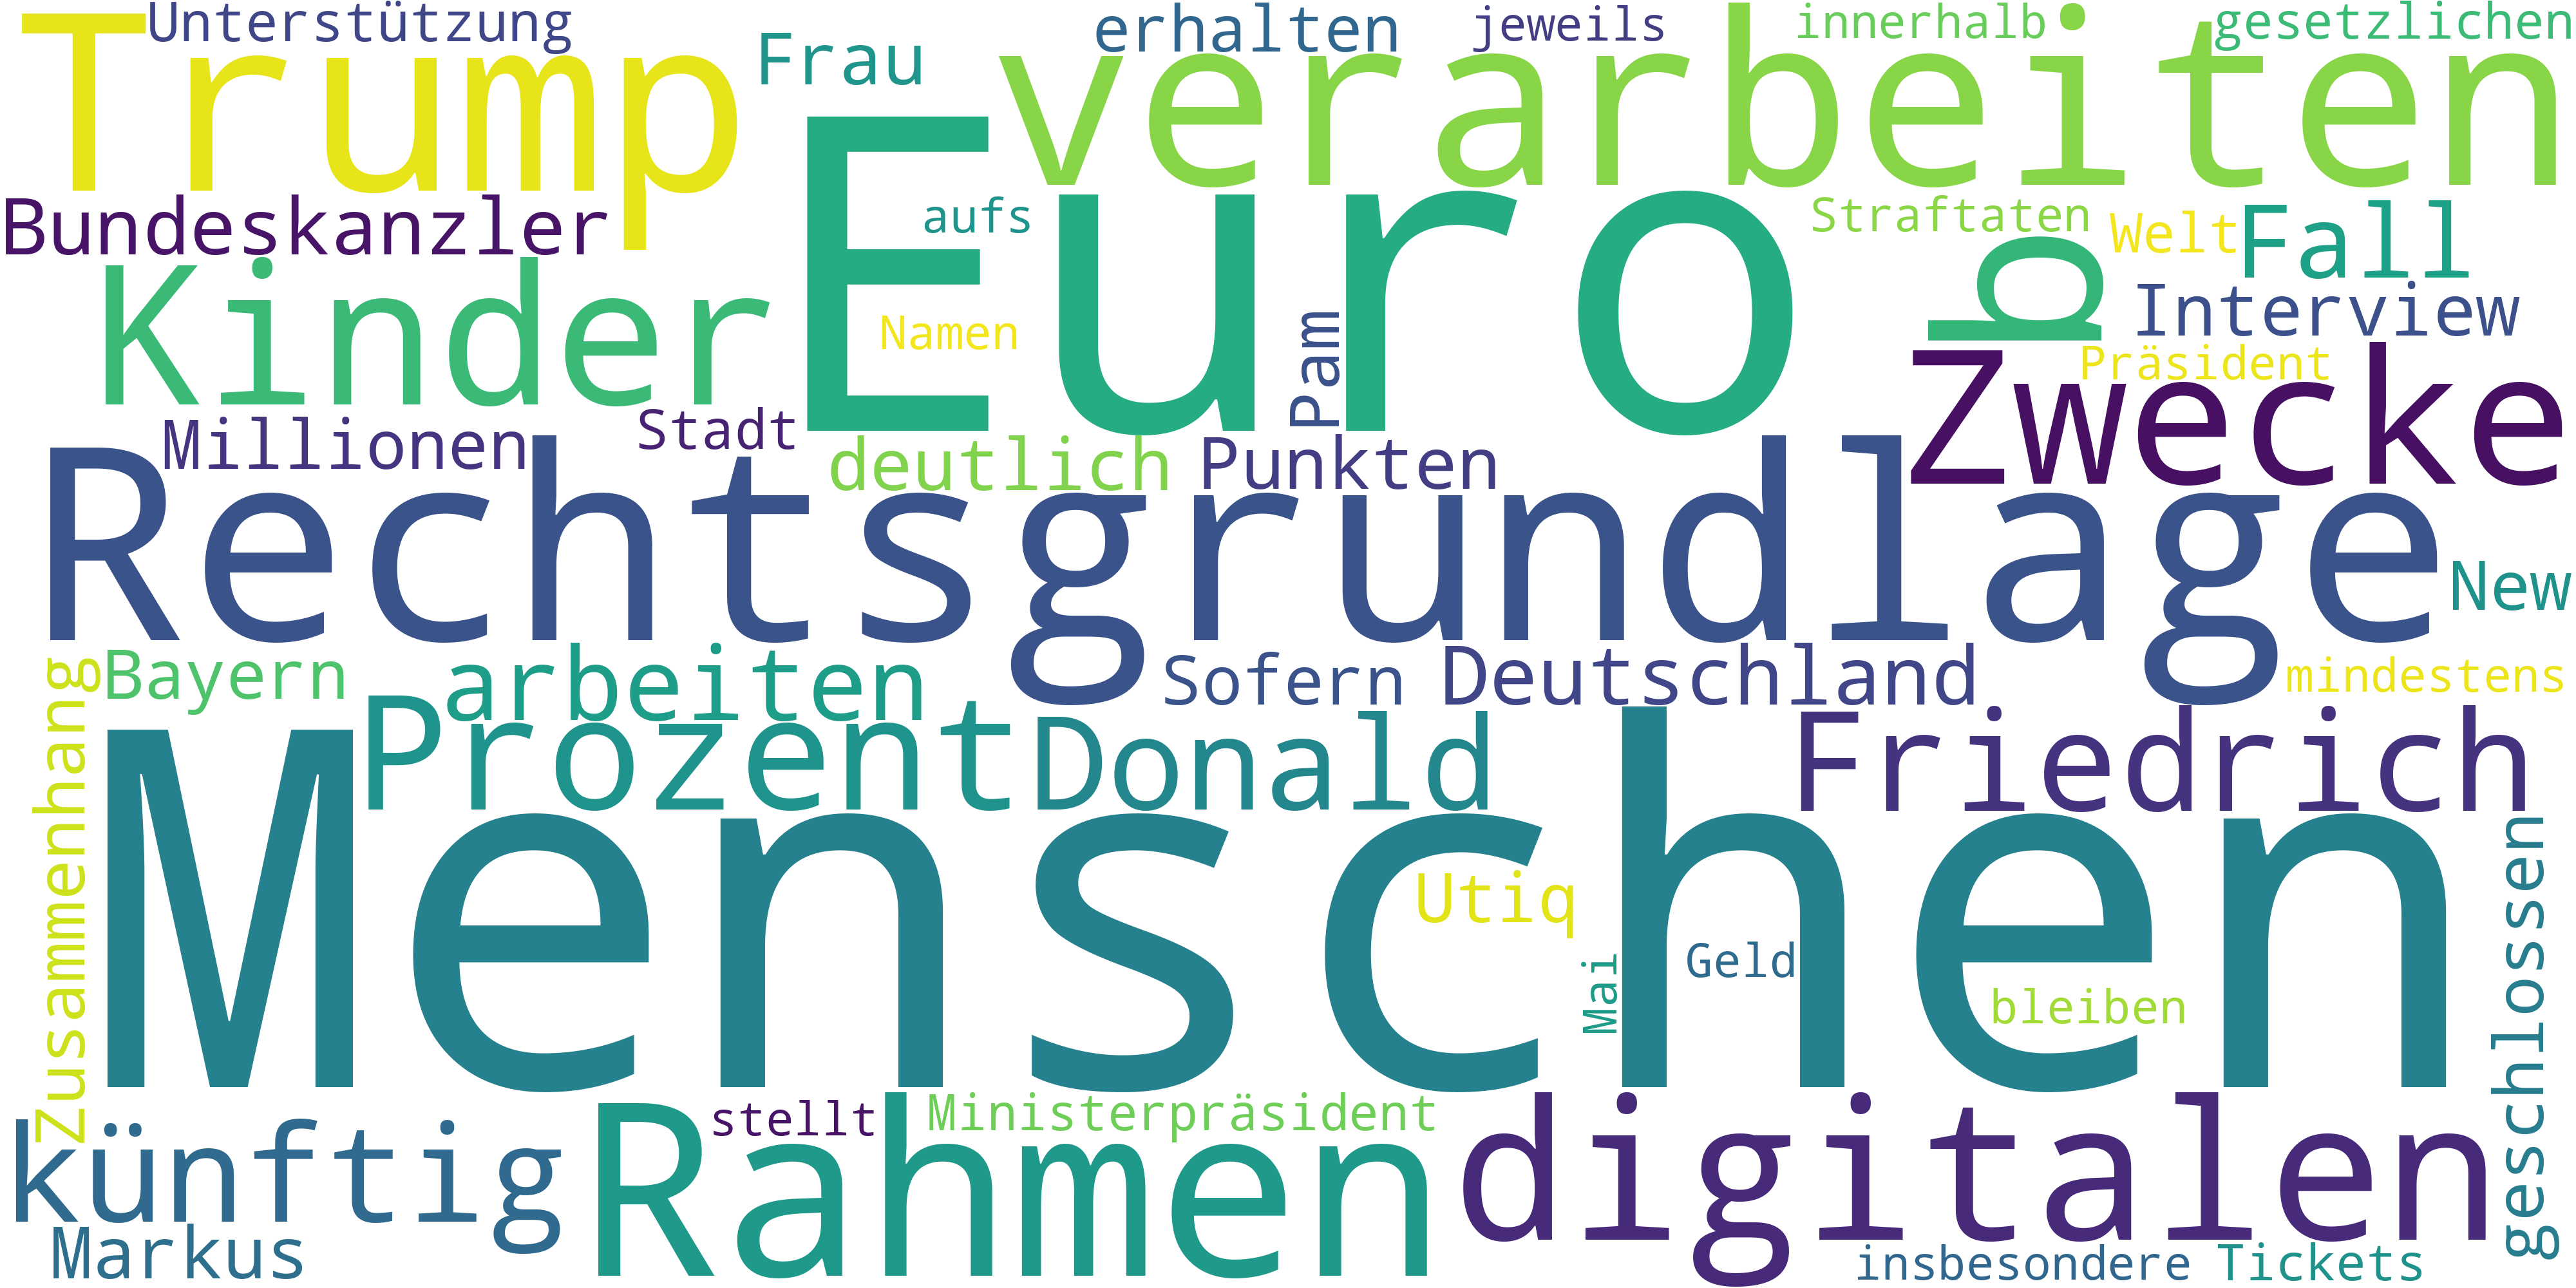 Trump
Unterstützung
Frau
erhalten
jeweils
innerhalb
gesetzlichen
verarbeiten
Bundeskanzler
Euro
aufs
Straftaten
Welt
Fall
b
Kinder
Namen
Pam
Interview
Präsident
Zwecke
Millionen
Stadt
deutlich
Punkten
Rechtsgrundlage
New
Zusammenhang
Bayern
arbeiten
Sofern
Deutschland
mindestens
Prozent
Donald
Friedrich
Menschen
Utiq
Mai
Geld
bleiben
geschlossen
künftig
Rahmen
stellt
Ministerpräsident
digitalen
Markus
insbesondere
Tickets